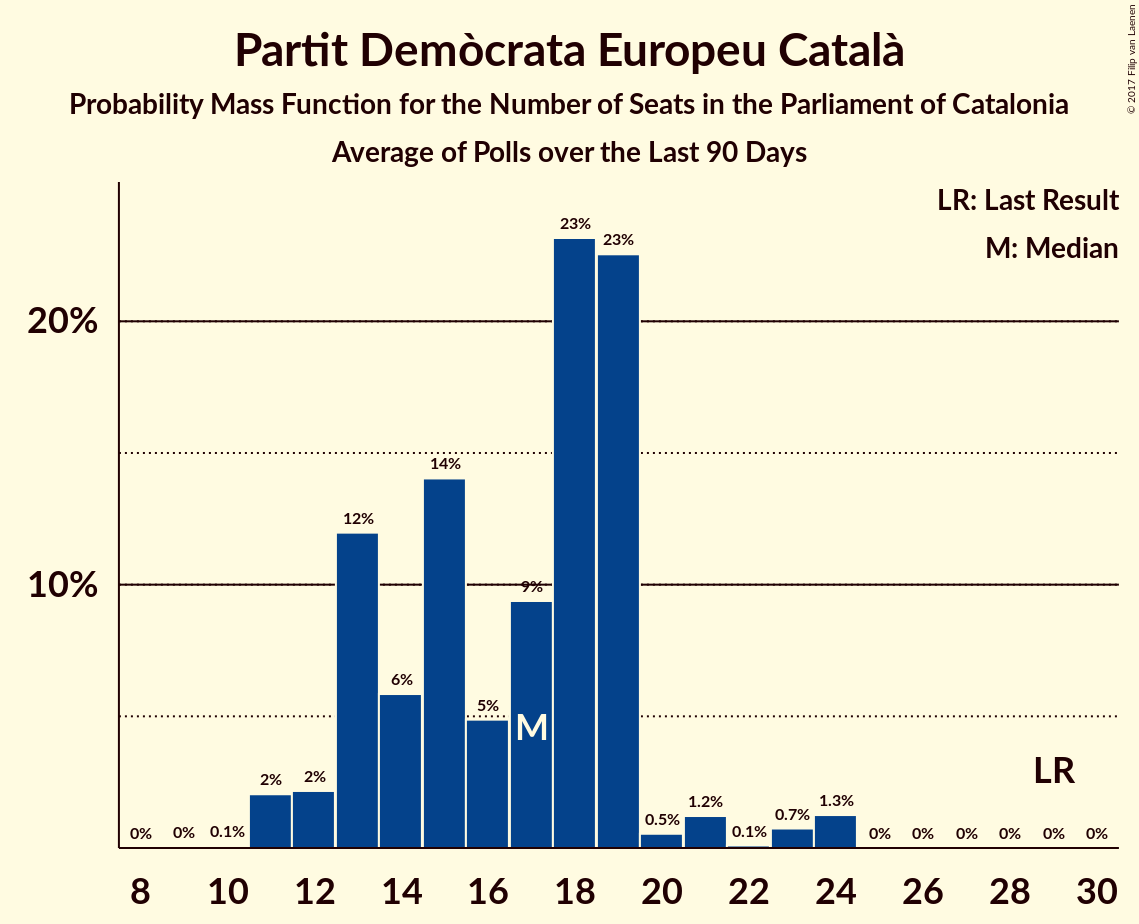 Partit Demòcrata Europeu Català
Probability Mass Function for the Number of Seats in the Parliament of Catalonia
Average of Polls over the Last 90 Days
© 2017 Filip van Laenen
LR: Last Result
M: Median
20%
10%
0% 0% 0.1% 2% 2% 12% 6% 14% 5% 9% 23% 23% 0.5% 1.2% 0.1% 0.7% 1.3% 0% 0% 0% 0% 0% 0%
M
LR
8 10 12 14 16 18 20 22 24 26 28 30